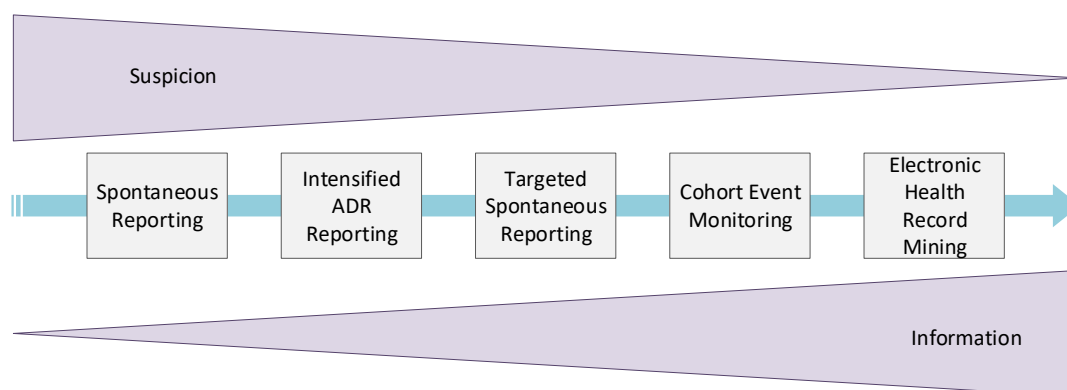 Suspicion
Spontaneous
Reporting
Intensified
ADR
Reporting
Targeted
Spontaneous
Reporting
Cohort Event
Monitoring
Electronic
Health
Record
Mining
Information